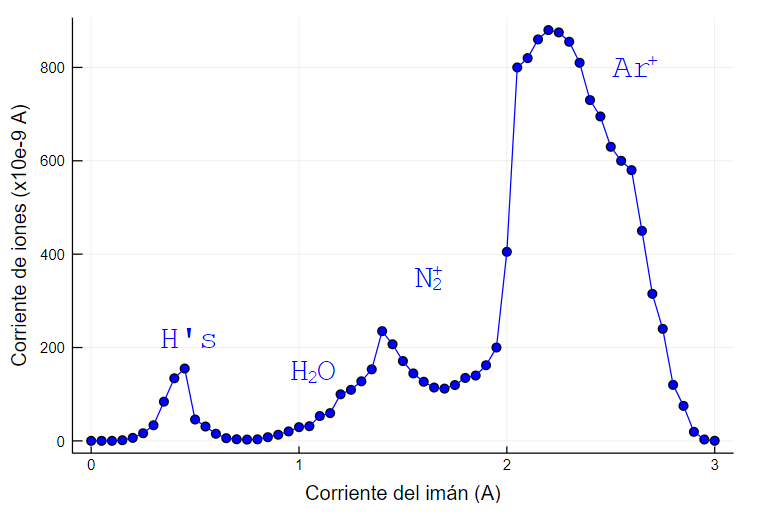 Corriente de iones (x10e-9 A)
800
600
400
200
0
Ar⁺
N₂⁺
H's
H₂O
0 1 2 3
Corriente del imán (A)